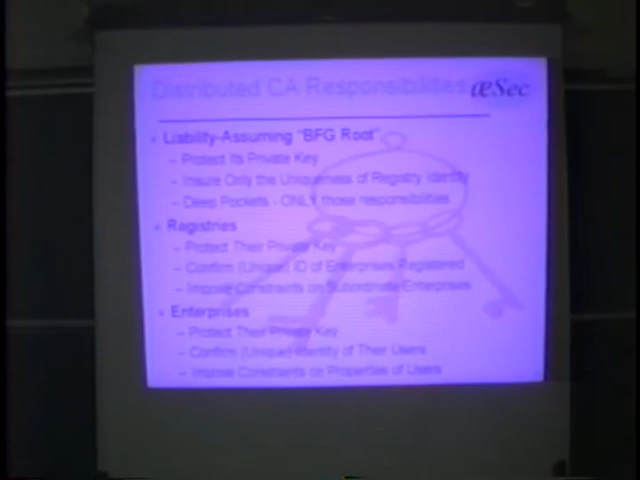 Distributed CA Responsibilities æSec
• Liability-Assuming "BFG Root"
– Protect Its Private Key
– Insure Only the Uniqueness of Registry Identity
– Deep Pockets - ONLY those responsibilities
• Registries
– Protect Their Private Key
– Confirm (Unique) ID of Enterprises Registered
– Impose Constraints on Subordinate Enterprises
• Enterprises
– Protect Their Private Key
– Confirm (Unique) Identity of Their Users
– Impose Constraints on Properties of Users